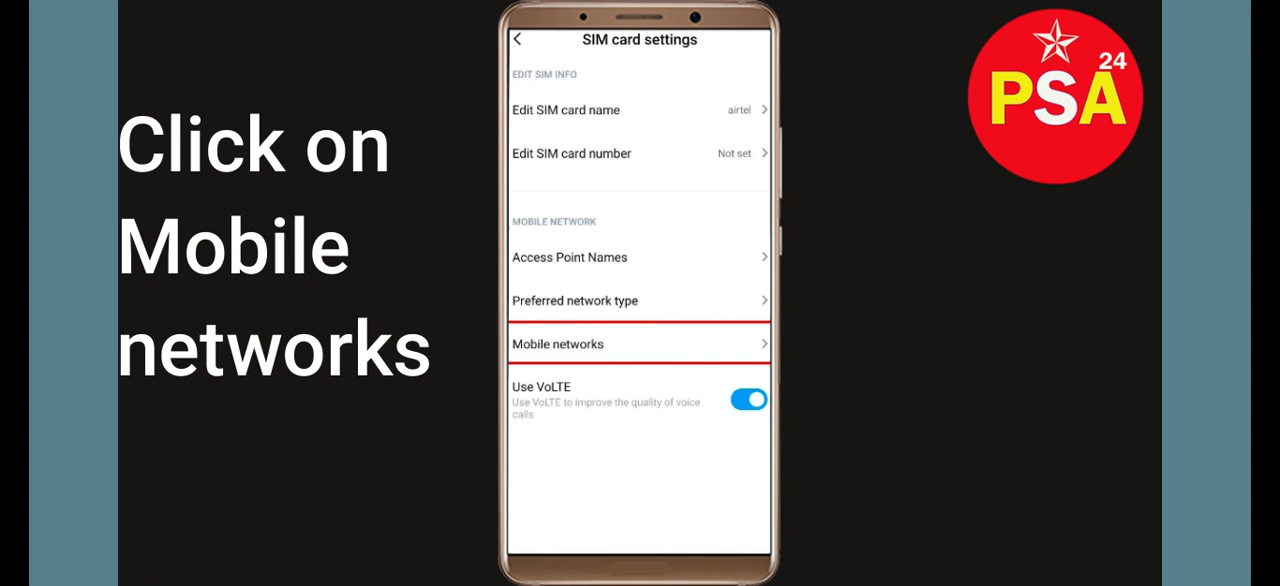 Click on
Mobile
networks
SIM card settings
EDIT SIM INFO
Edit SIM card name airtel
Edit SIM card number Not set
MOBILE NETWORK
Access Point Names
Preferred network type
Mobile networks
Use VoLTE
Use VoLTE to improve the quality of voice
calls
24
PSA